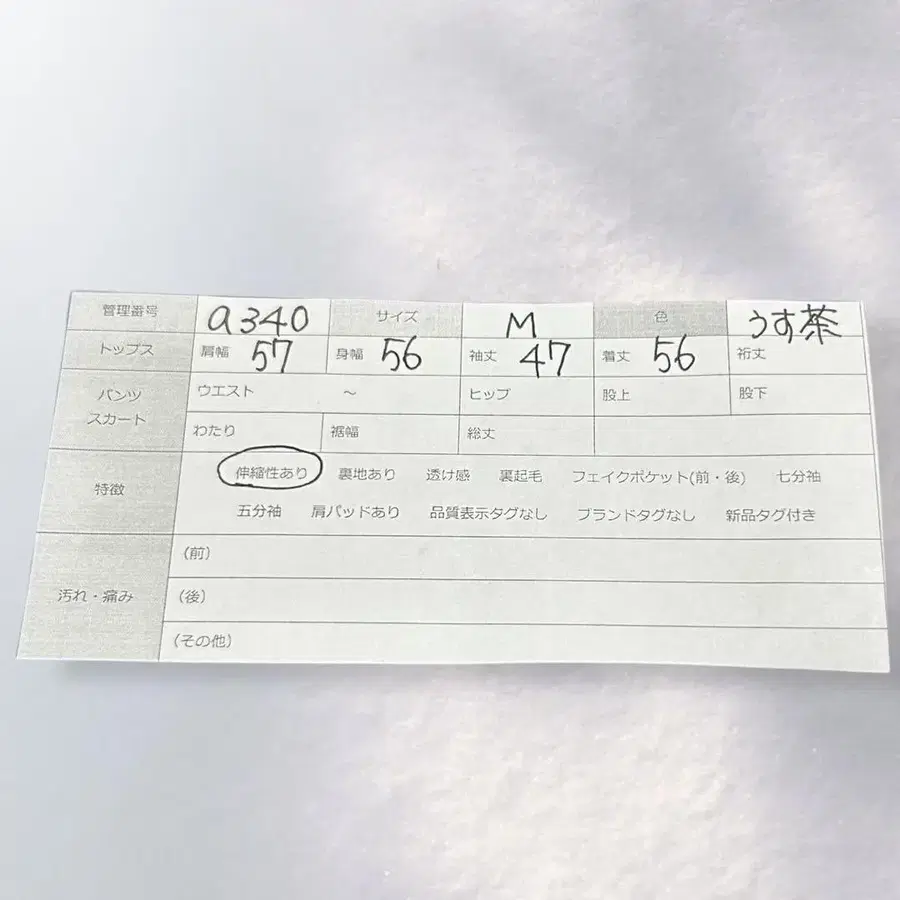 管理番号 a340 サイズ M 色 うす茶
トップス 肩幅 57 身幅 56 袖丈 47 着丈 56 裄丈
パンツ スカート ウエスト ～ ヒップ 股上 股下
わたり 裾幅 総丈
特徴 伸縮性あり 裏地あり 透け感 裏起毛 フェイクポケット(前・後) 七分袖
五分袖 肩パッドあり 品質表示タグなし ブランドタグなし 新品タグ付き
汚れ・痛み (前)
(後)
(その他)